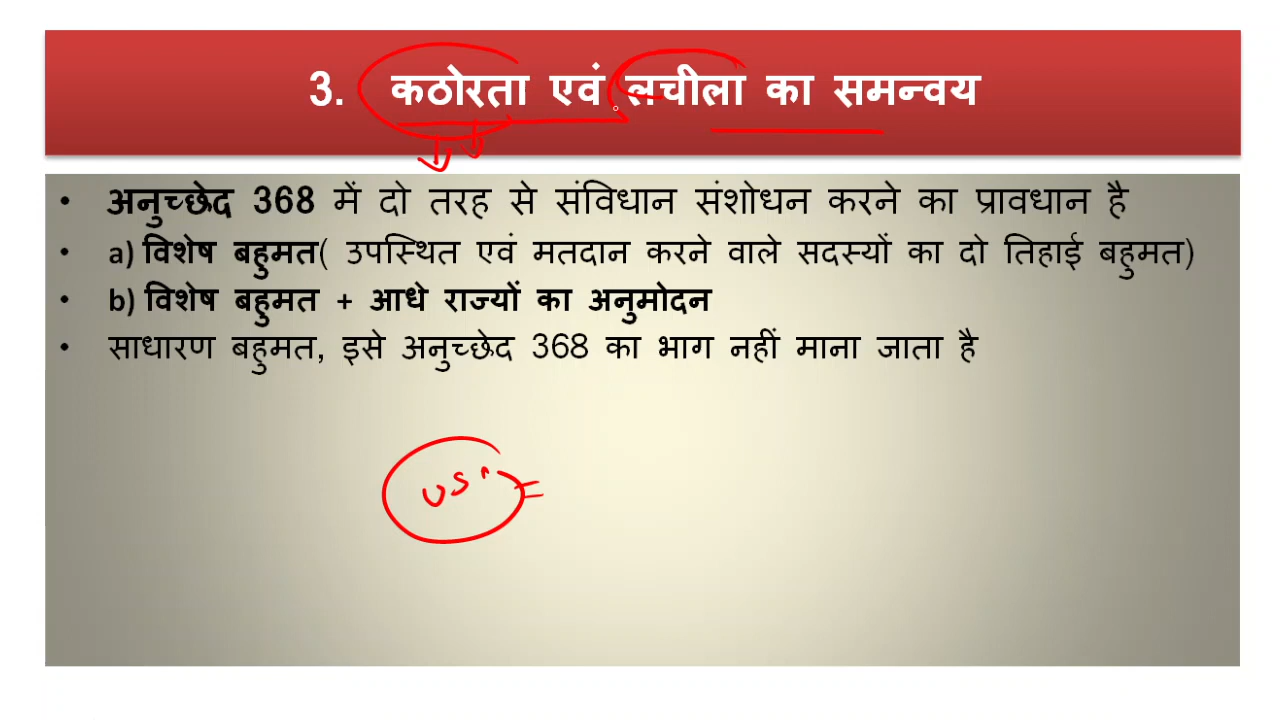 3. कठोरता एवं लचीला का समन्वय
• अनुच्छेद 368 में दो तरह से संविधान संशोधन करने का प्रावधान है
• a) विशेष बहुमत( उपस्थित एवं मतदान करने वाले सदस्यों का दो तिहाई बहुमत)
• b) विशेष बहुमत + आधे राज्यों का अनुमोदन
• साधारण बहुमत, इसे अनुच्छेद 368 का भाग नहीं माना जाता है